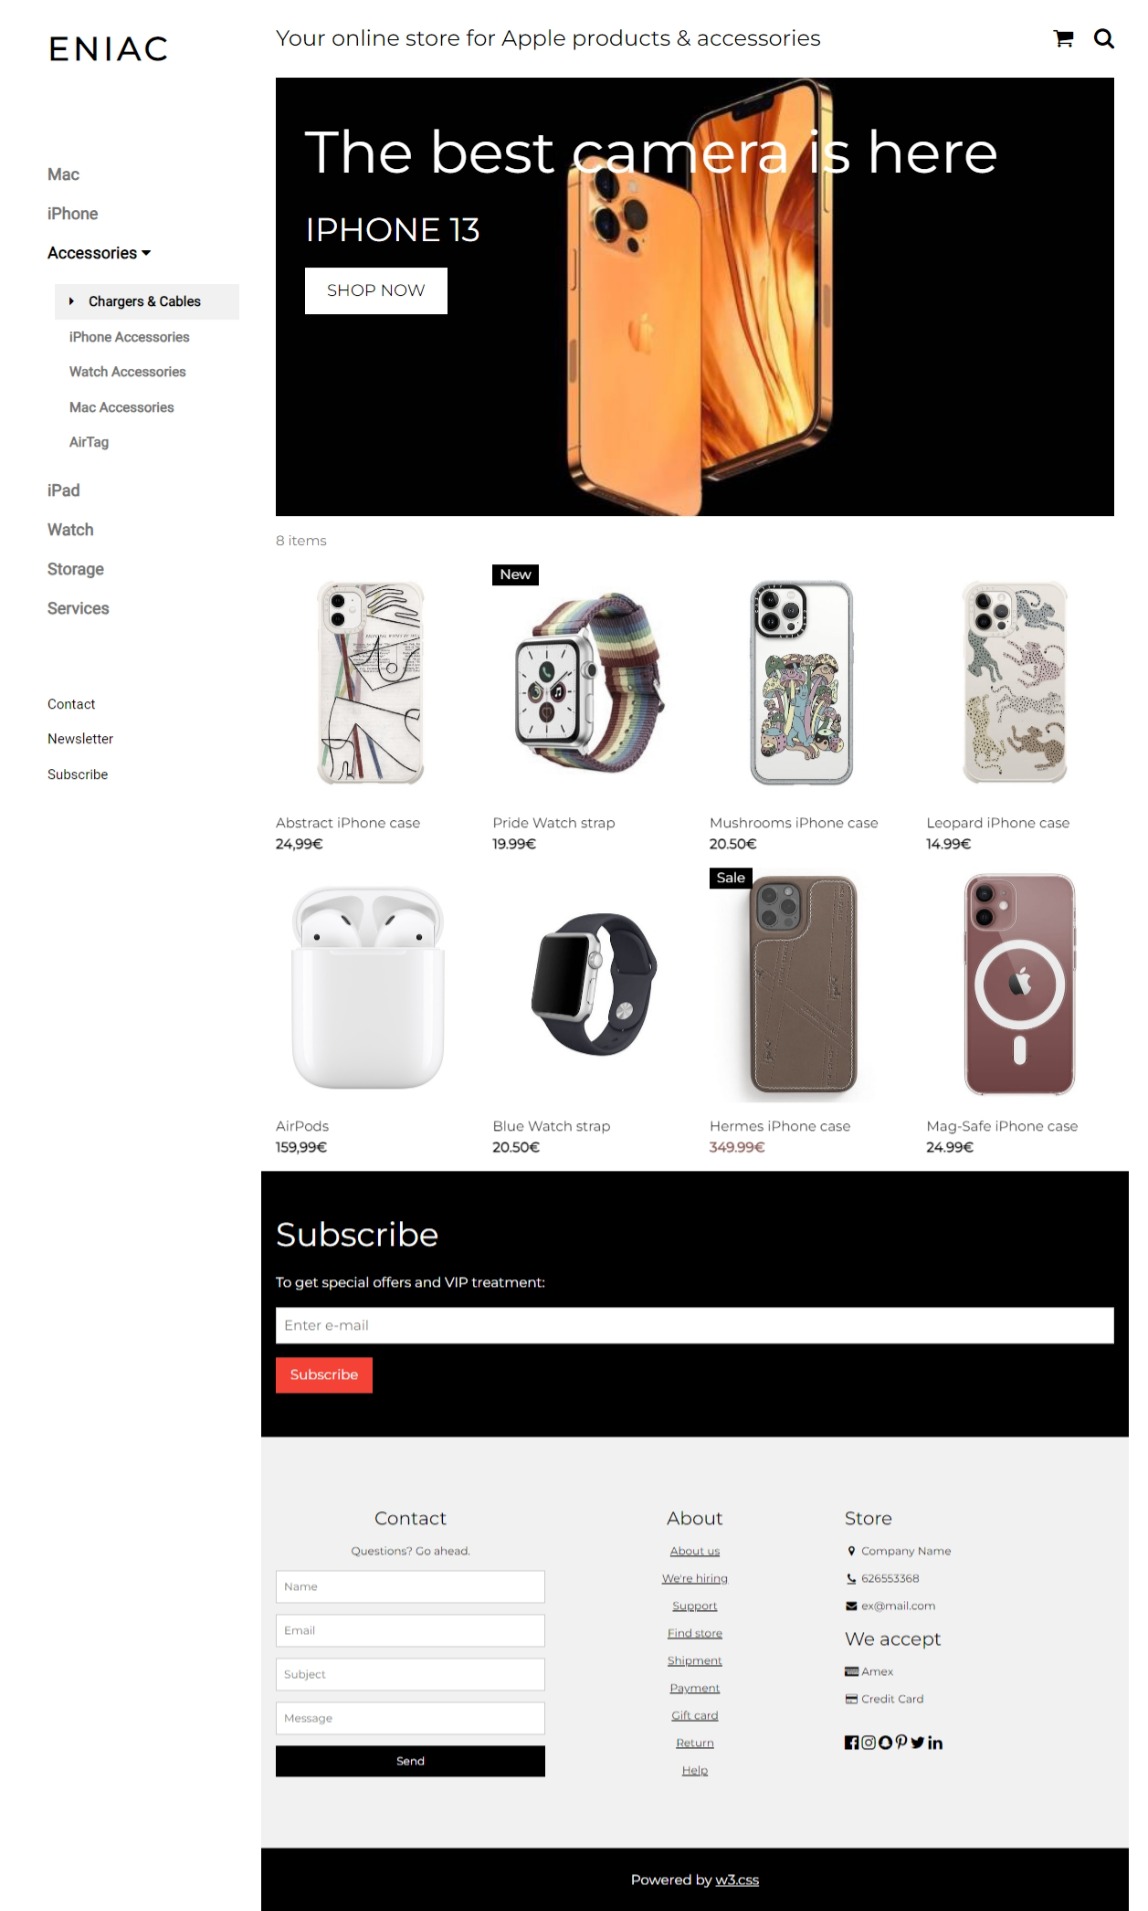 ENIAC
Your online store for Apple products & accessories
Mac
iPhone
Accessories
Chargers & Cables
iPhone Accessories
Watch Accessories
Mac Accessories
AirTag
iPad
Watch
Storage
Services
Contact
Newsletter
Subscribe
The best camera is here
IPHONE 13
SHOP NOW
8 items
New
Abstract iPhone case
24,99€
Pride Watch strap
19.99€
Mushrooms iPhone case
20.50€
Leopard iPhone case
14.99€
Sale
AirPods
159,99€
Blue Watch strap
20.50€
Hermes iPhone case
349.99€
Mag-Safe iPhone case
24.99€
Subscribe
To get special offers and VIP treatment:
Enter e-mail
Subscribe
Contact
Questions? Go ahead.
Name
Email
Subject
Message
Send
About
About us
We're hiring
Support
Find store
Shipment
Payment
Gift card
Return
Help
Store
Company Name
626553368
ex@mail.com
We accept
Amex
Credit Card
Powered by w3.css